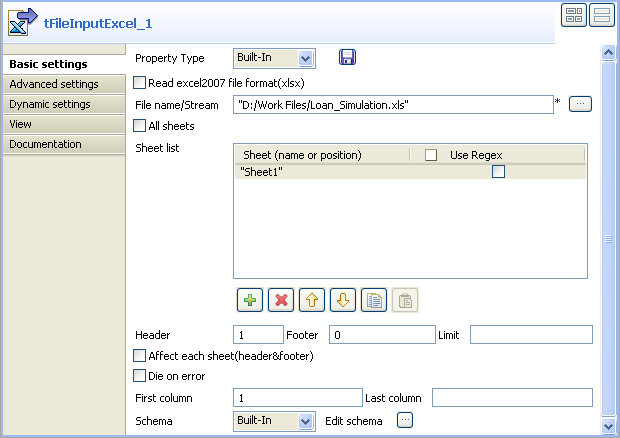 tFileInputExcel_1
Basic settings
Advanced settings
Dynamic settings
View
Documentation
Property Type Built-In
Read excel2007 file format(xlsx)
File name/Stream "D:/Work Files/Loan_Simulation.xls" * ...
All sheets
Sheet list
Sheet (name or position) Use Regex
"Sheet1"
Header 1 Footer 0 Limit
Affect each sheet(header&footer)
Die on error
First column 1 Last column
Schema Built-In Edit schema ...